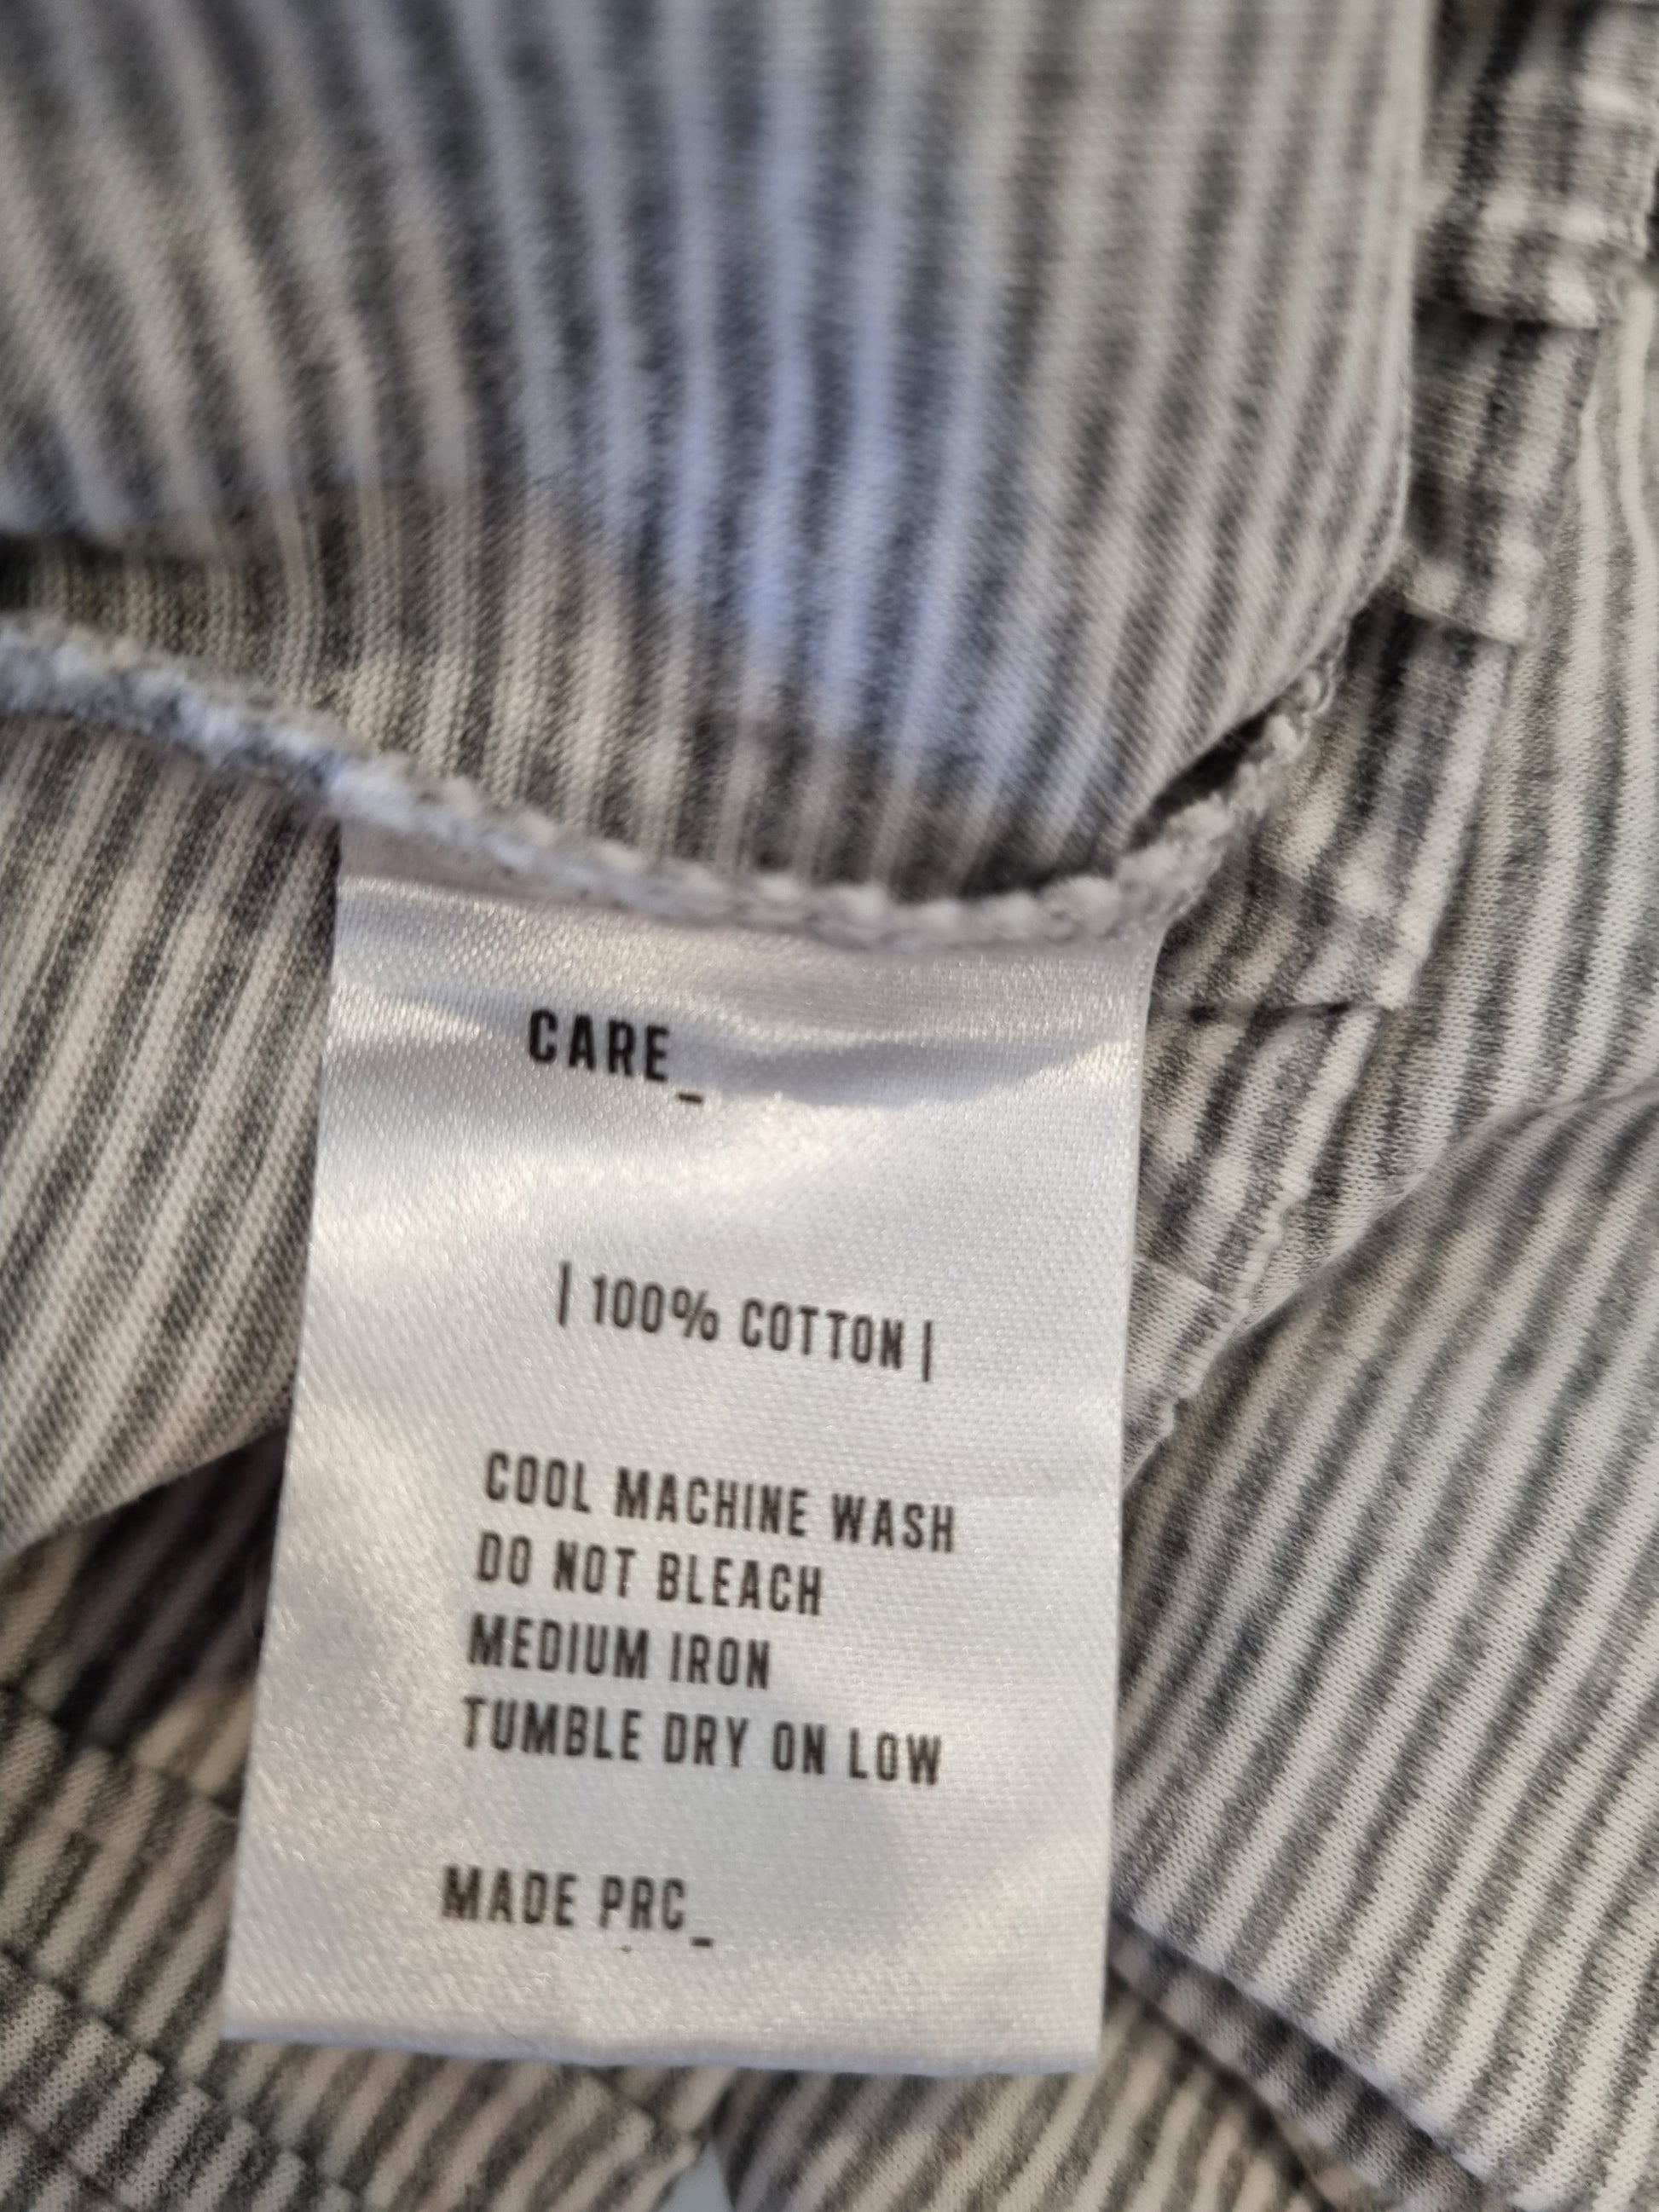 CARE_
| 100% COTTON |
COOL MACHINE WASH
DO NOT BLEACH
MEDIUM IRON
TUMBLE DRY ON LOW
MADE PRC_